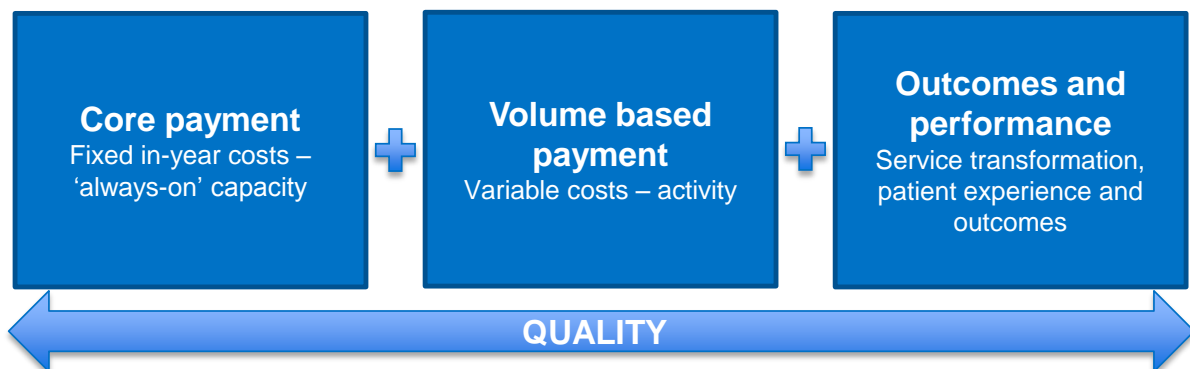 Core payment
Fixed in-year costs –
‘always-on’ capacity
Volume based
payment
Variable costs – activity
Outcomes and
performance
Service transformation,
patient experience and
outcomes
QUALITY